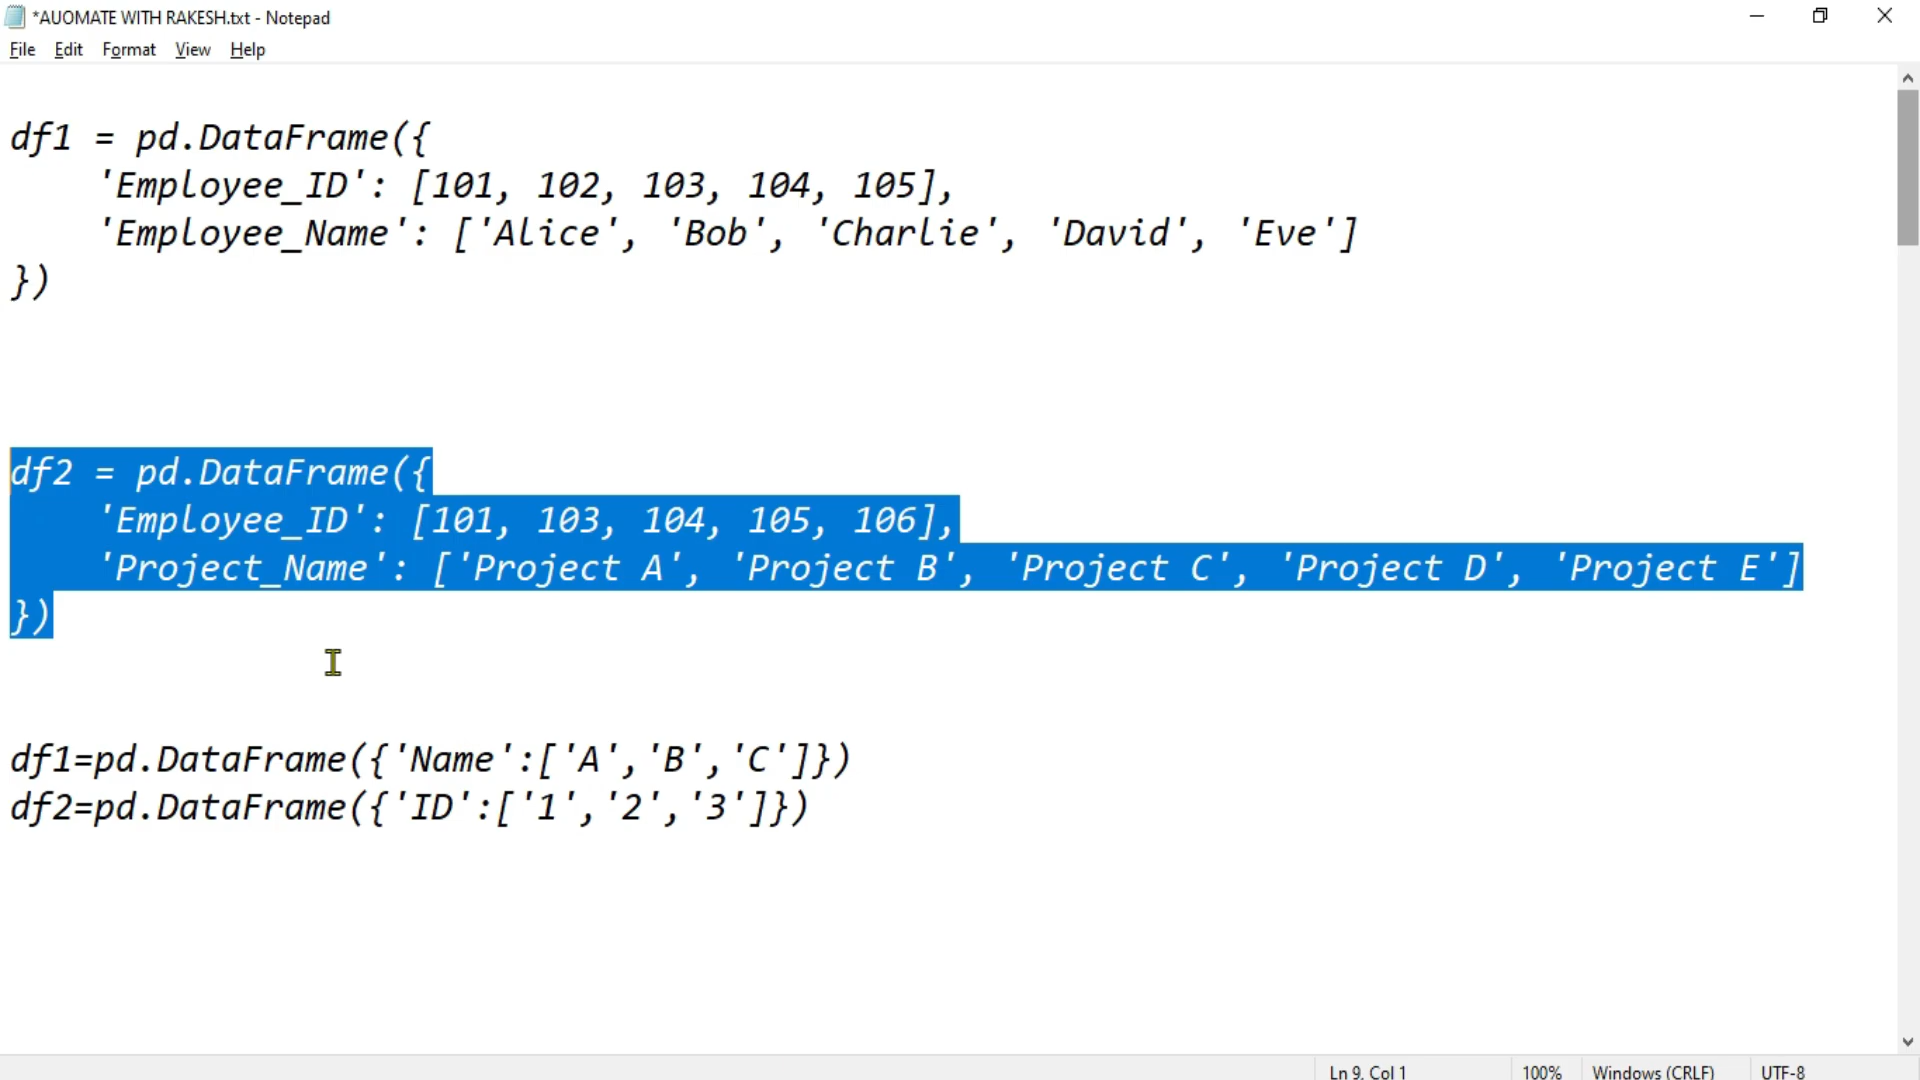 *AUOMATE WITH RAKESH.txt - Notepad
File Edit Format View Help
df1 = pd.DataFrame({
    'Employee_ID': [101, 102, 103, 104, 105],
    'Employee_Name': ['Alice', 'Bob', 'Charlie', 'David', 'Eve']
})
df2 = pd.DataFrame({
    'Employee_ID': [101, 103, 104, 105, 106],
    'Project_Name': ['Project A', 'Project B', 'Project C', 'Project D', 'Project E']
})
df1=pd.DataFrame({'Name':['A','B','C']})
df2=pd.DataFrame({'ID':['1','2','3']})
Ln 9, Col 1 100% Windows (CRLF) UTF-8